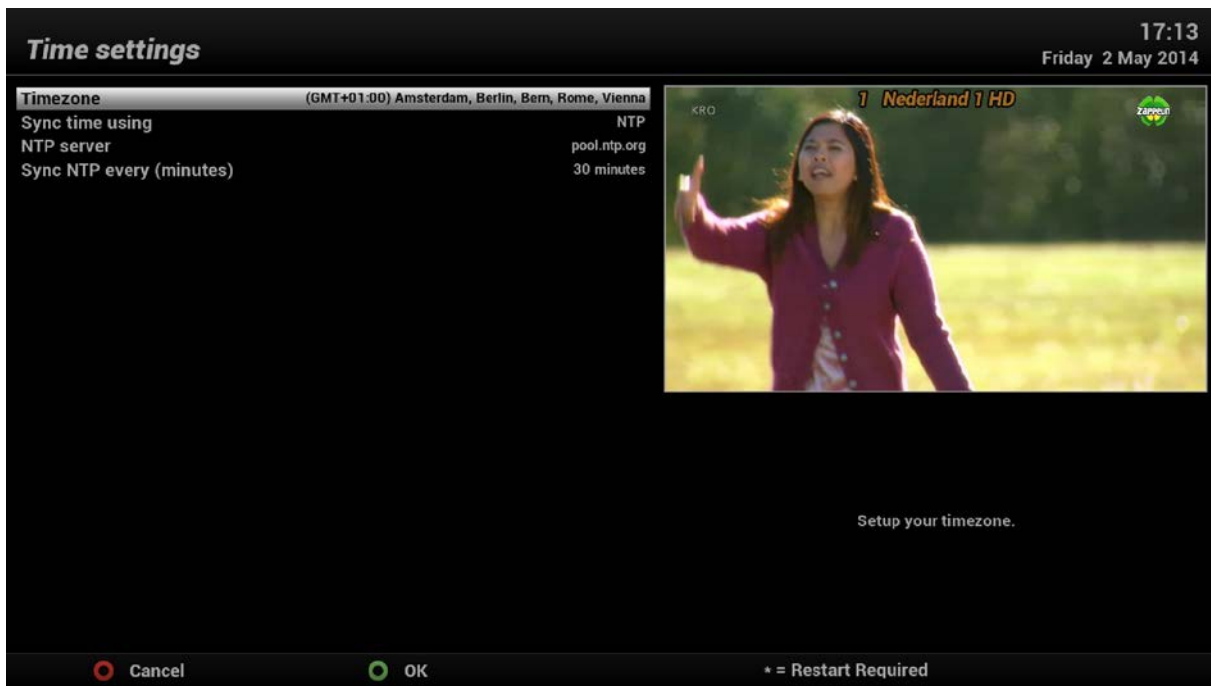 Time settings
17:13
Friday 2 May 2014
Timezone (GMT+01:00) Amsterdam, Berlin, Bern, Rome, Vienna
Sync time using NTP
NTP server pool.ntp.org
Sync NTP every (minutes) 30 minutes
1 Nederland 1 HD
KRO
zappelin
Setup your timezone.
Cancel OK * = Restart Required